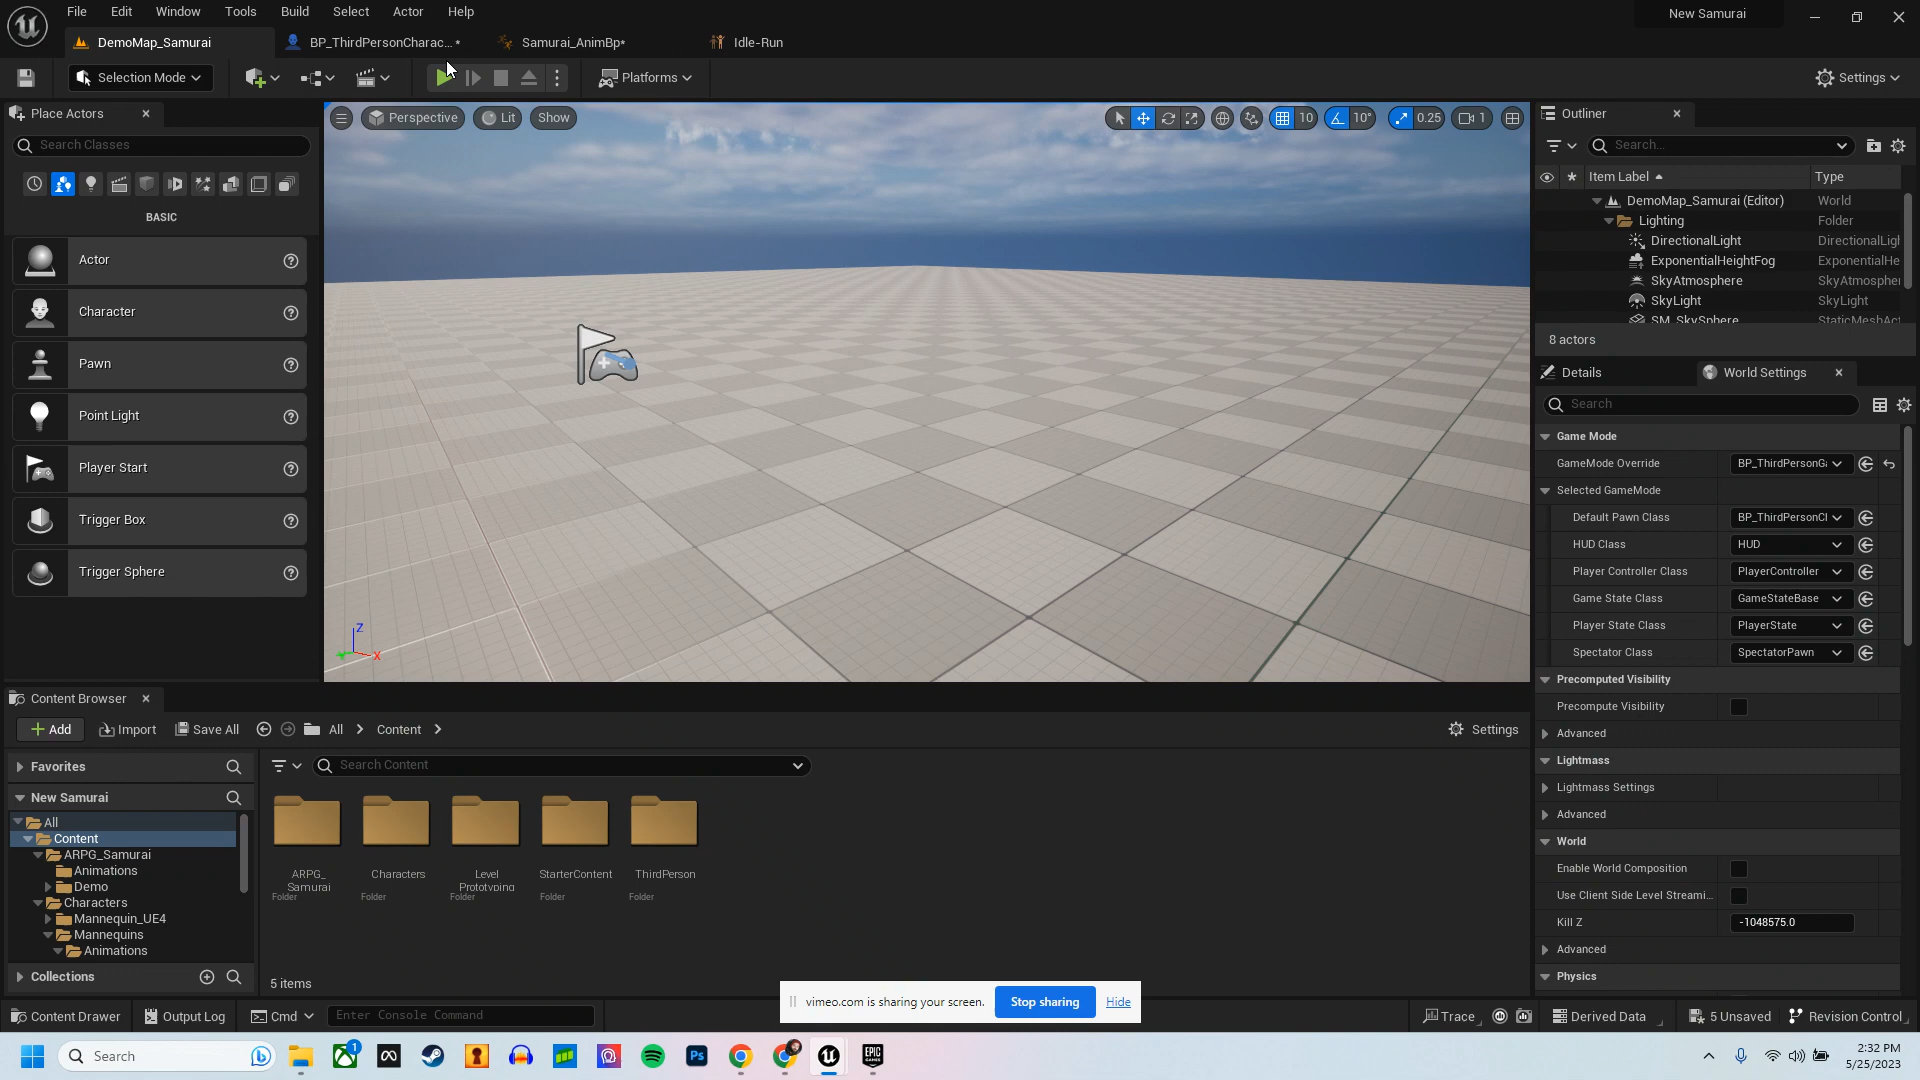 File Edit Window Tools Build Select Actor Help
New Samurai
DemoMap_Samurai
BP_ThirdPersonCharac... *
Samurai_AnimBp*
Idle-Run
Selection Mode
Platforms
Settings
Place Actors
Search Classes
BASIC
Actor
Character
Pawn
Point Light
Player Start
Trigger Box
Trigger Sphere
Perspective
Lit
Show
10
10°
0.25
1
Z
X
Outliner
Search...
Item Label
Type
DemoMap_Samurai (Editor) World
Lighting Folder
DirectionalLight DirectionalLigh
ExponentialHeightFog ExponentialHe
SkyAtmosphere SkyAtmospher
SkyLight SkyLight
SM_SkySphere StaticMeshAct
8 actors
Details
World Settings
Search
Game Mode
GameMode Override BP_ThirdPersonGa
Selected GameMode
Default Pawn Class BP_ThirdPersonCl
HUD Class HUD
Player Controller Class PlayerController
Game State Class GameStateBase
Player State Class PlayerState
Spectator Class SpectatorPawn
Precomputed Visibility
Precompute Visibility
Advanced
Lightmass
Lightmass Settings
Advanced
World
Enable World Composition
Use Client Side Level Streami...
Kill Z -1048575.0
Advanced
Physics
Content Browser
Add
Import
Save All
All
Content
Settings
Favorites
New Samurai
All
Content
ARPG_Samurai
Animations
Demo
Characters
Mannequin_UE4
Mannequins
Animations
Collections
Search Content
ARPG_
Samurai
Folder
Characters
Folder
Level
Prototyping
Folder
StarterContent
Folder
ThirdPerson
Folder
5 items
vimeo.com is sharing your screen.
Stop sharing
Hide
Content Drawer
Output Log
Cmd
Enter Console Command
Trace
Derived Data
5 Unsaved
Revision Control
Search
1
Ps
EPIC
GAMES
2:32 PM
5/25/2023